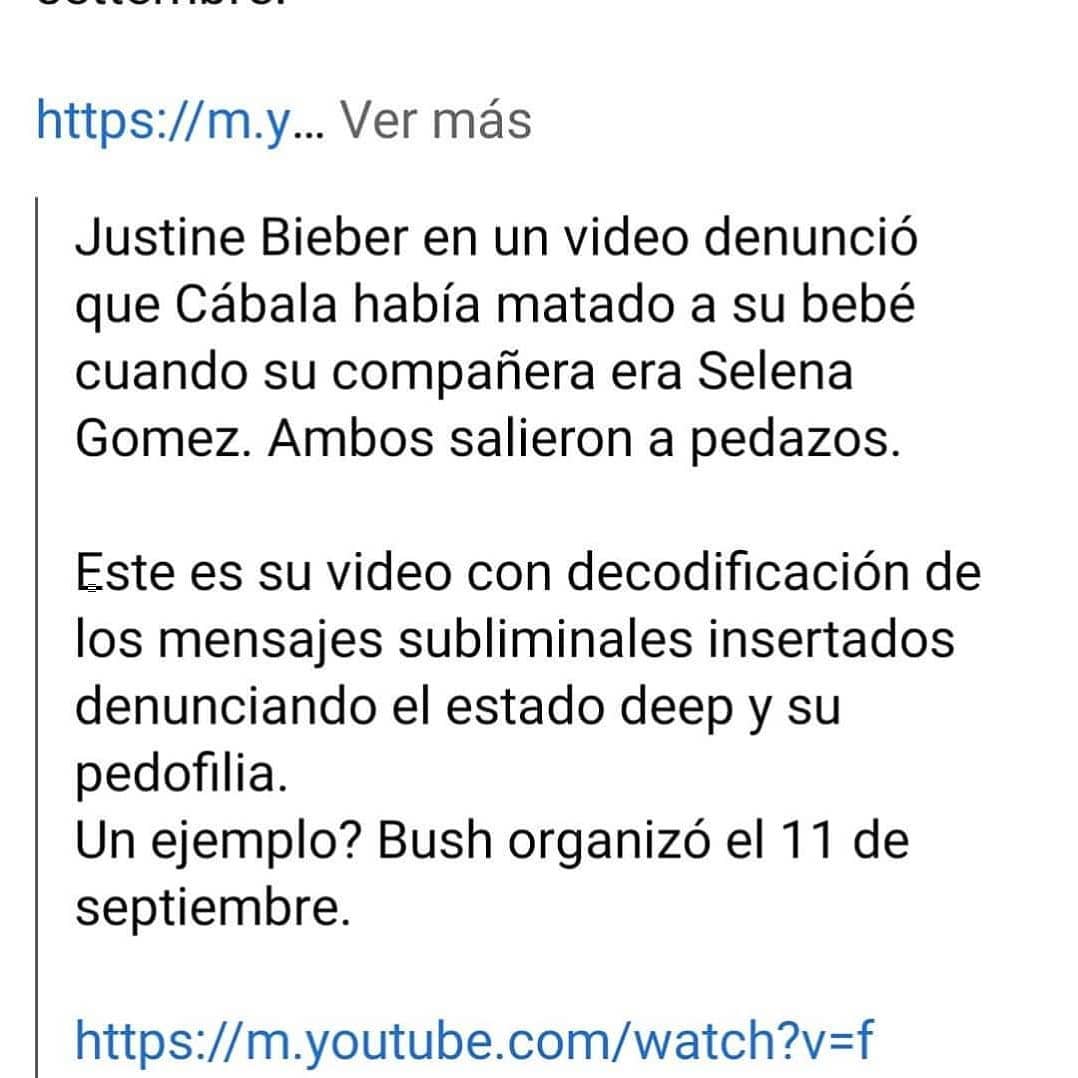 https://m.y... Ver más
Justine Bieber en un video denunció
que Cábala había matado a su bebé
cuando su compañera era Selena
Gomez. Ambos salieron a pedazos.
Este es su video con decodificación de
los mensajes subliminales insertados
denunciando el estado deep y su
pedofilia.
Un ejemplo? Bush organizó el 11 de
septiembre.
https://m.youtube.com/watch?v=f